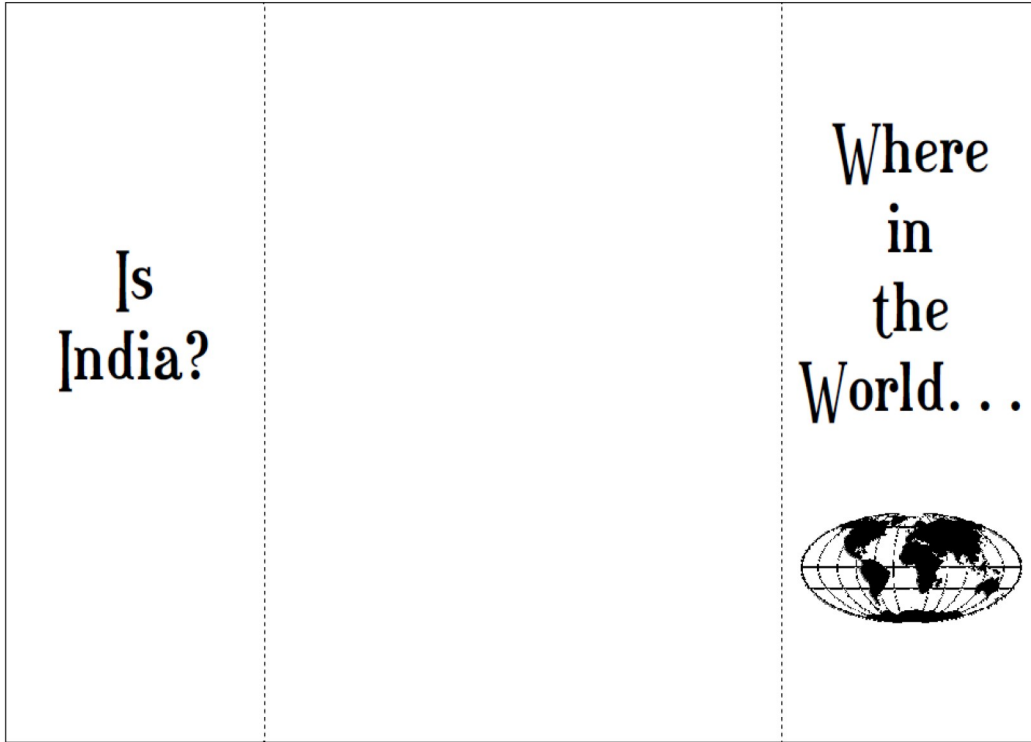 Is
India?
Where
in
the
World. . .